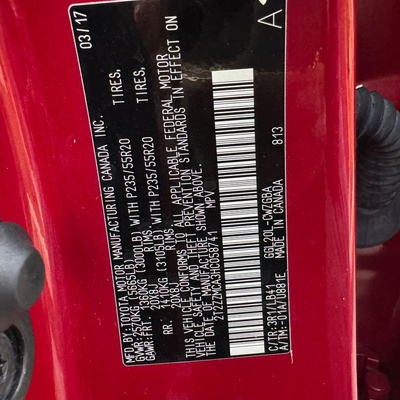 MFD.BY:TOYOTA MOTOR MANUFACTURING CANADA INC. 03/17
GVWR:2570KG (5665LB)
GAWR:FRT. 1360KG (3000LB) WITH P235/55R20 TIRES,
20X8J RIMS,
RR. 1410KG (3105LB) WITH P235/55R20 TIRES,
20X8J RIMS,
THIS VEHICLE CONFORMS TO ALL APPLICABLE FEDERAL MOTOR
VEHICLE SAFETY, BUMPER, AND THEFT PREVENTION STANDARDS IN EFFECT ON
THE DATE OF MANUFACTURE SHOWN ABOVE.
2T2ZZMCA3HC058741 MPV
C/TR:3R1/LB41 GGL20L-CWZGBA
A/TM:-01A/U881E MADE IN CANADA 813
A